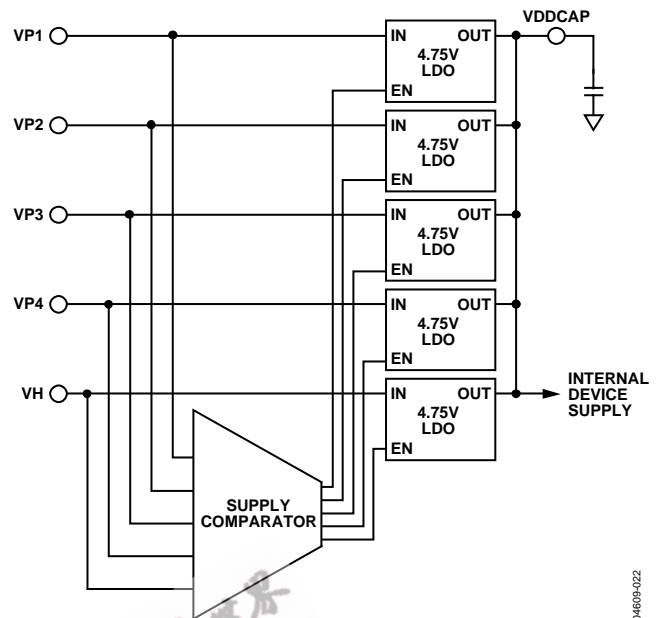 VDDCAP
VP1
IN OUT
4.75V
LDO
EN
VP2
IN OUT
4.75V
LDO
EN
VP3
IN OUT
4.75V
LDO
EN
VP4
IN OUT
4.75V
LDO
EN
VH
IN OUT
4.75V
LDO
EN
INTERNAL
DEVICE
SUPPLY
SUPPLY
COMPARATOR
04609-022